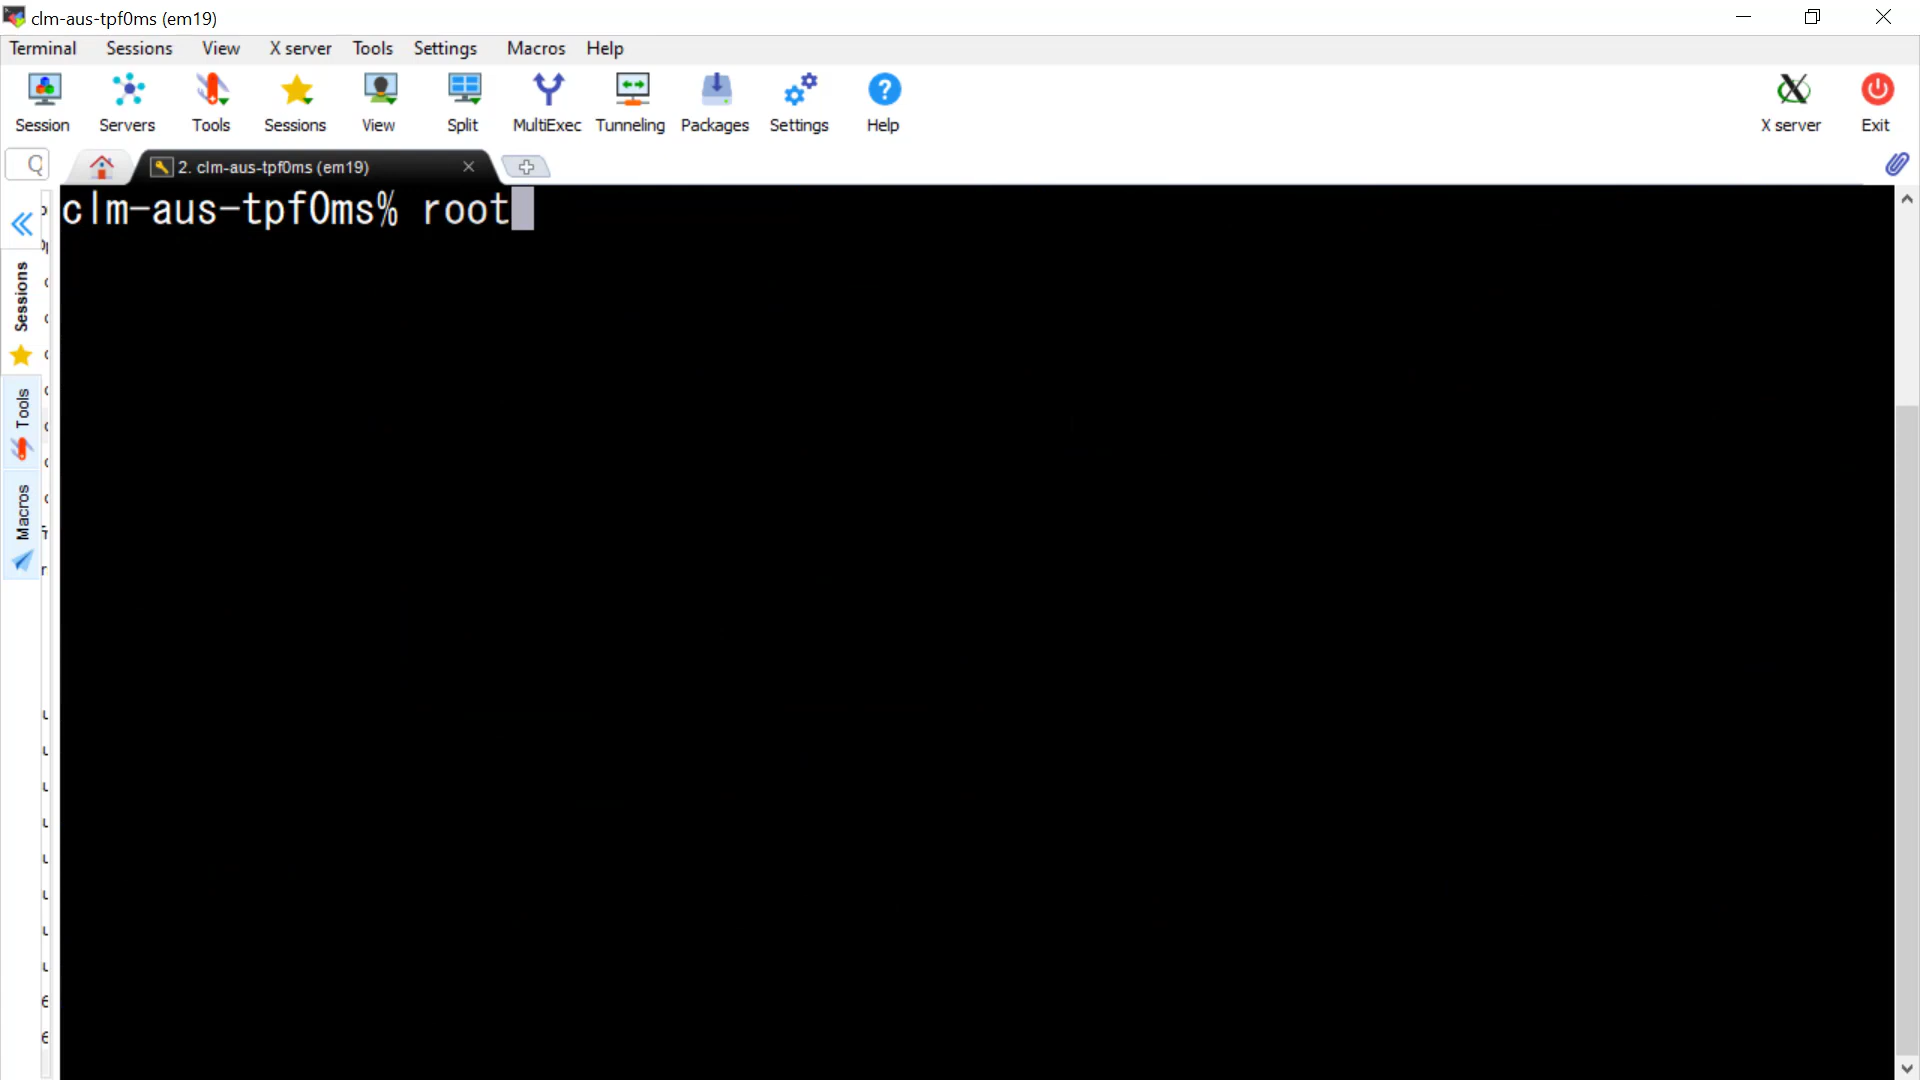 clm-aus-tpf0ms (em19)
Terminal Sessions View X server Tools Settings Macros Help
Session Servers Tools Sessions View Split MultiExec Tunneling Packages Settings Help X server Exit
2. clm-aus-tpf0ms (em19)
clm-aus-tpf0ms% root
Sessions
Tools
Macros